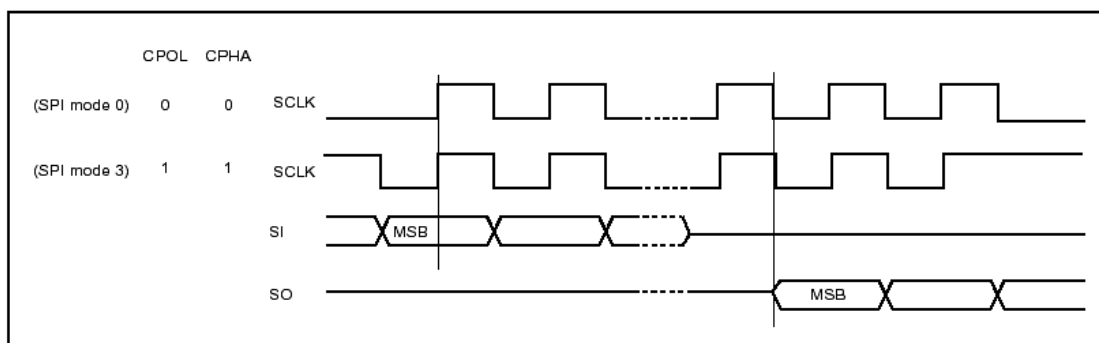 CPOL CPHA
(SPI mode 0) 0 0 SCLK
(SPI mode 3) 1 1 SCLK
SI MSB
SO MSB